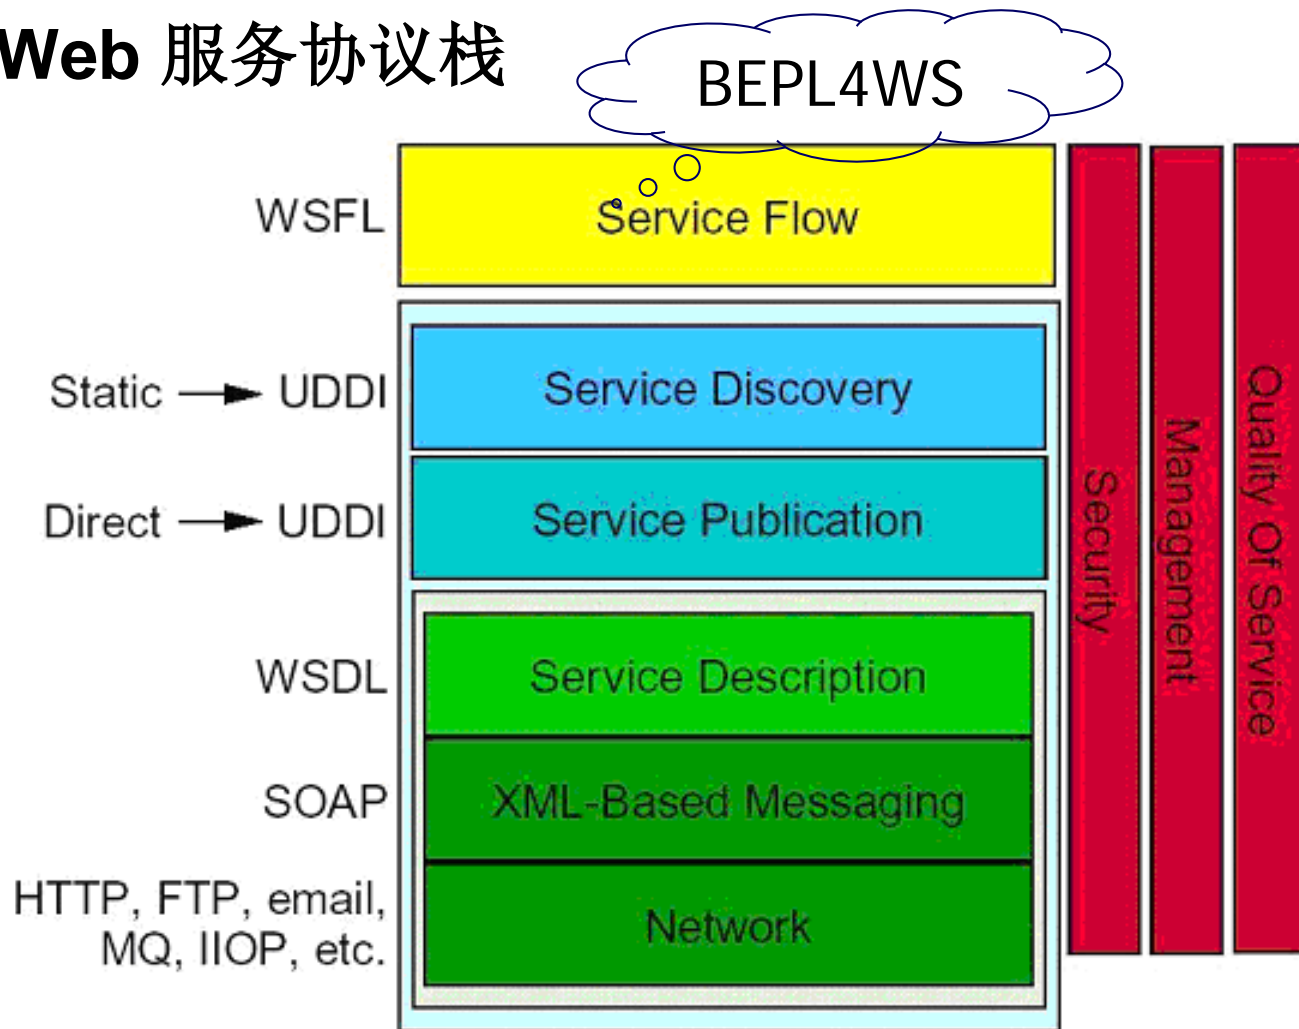 Web 服务协议栈
BEPL4WS
WSFL
Service Flow
Static
UDDI
Service Discovery
Direct
UDDI
Service Publication
WSDL
Service Description
SOAP
XML-Based Messaging
HTTP, FTP, email,
MQ, IIOP, etc.
Network
Security
Management
Quality Of Service